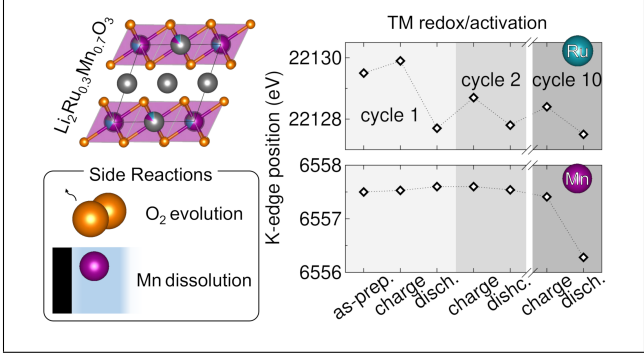 Li2Ru0.3Mn0.7O3
Side Reactions
O2 evolution
Mn dissolution
TM redox/activation
K-edge position (eV)
22130
22128
cycle 1
cycle 2
cycle 10
Ru
6558
6557
6556
Mn
as-prep.
charge
disch.
charge
dishc.
charge
disch.